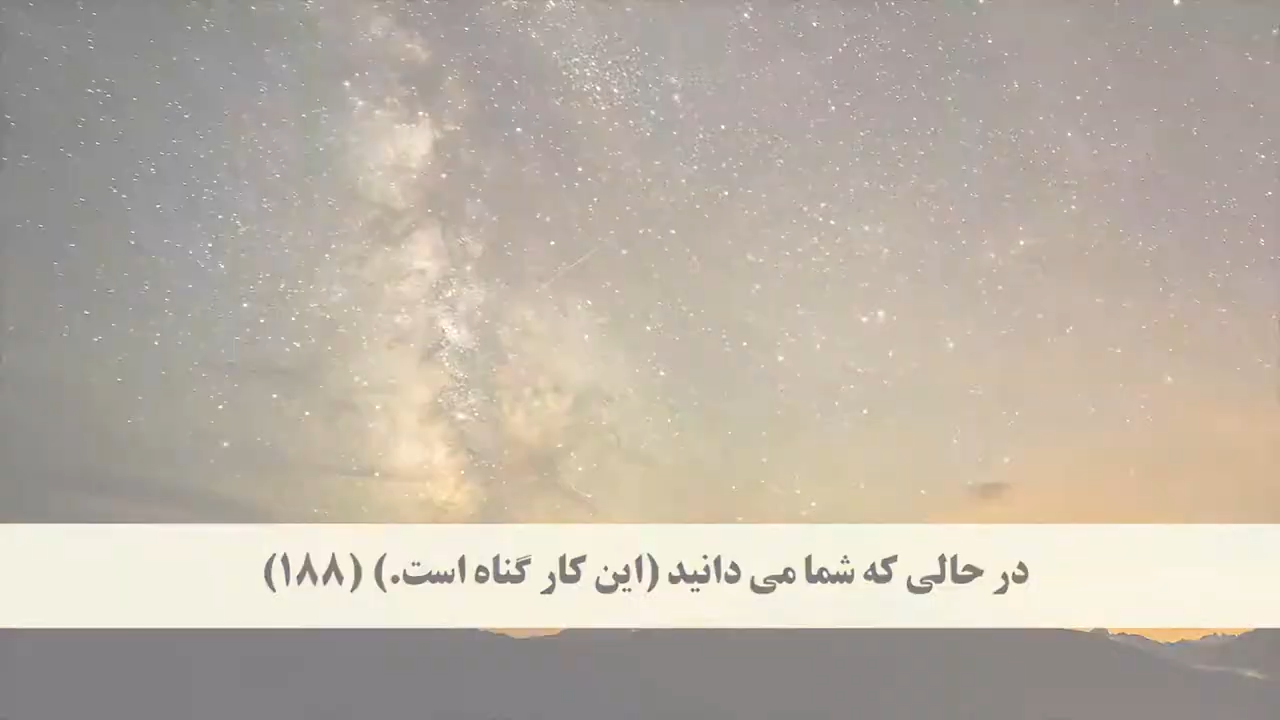 در حالی که شما می دانید (این کار گناه است.) (۱۸۸)